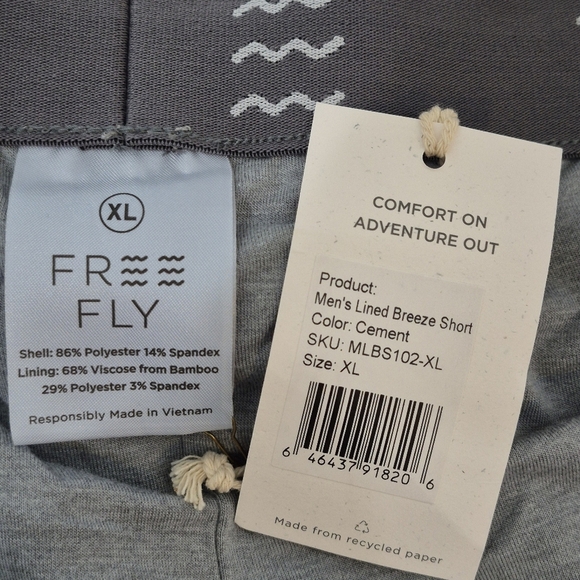 XL
FREE
FLY
Shell: 86% Polyester 14% Spandex
Lining: 68% Viscose from Bamboo
29% Polyester 3% Spandex
Responsibly Made in Vietnam
COMFORT ON
ADVENTURE OUT
Product:
Men's Lined Breeze Short
Color: Cement
SKU: MLBS102-XL
Size: XL
6 46437 91820 6
Made from recycled paper